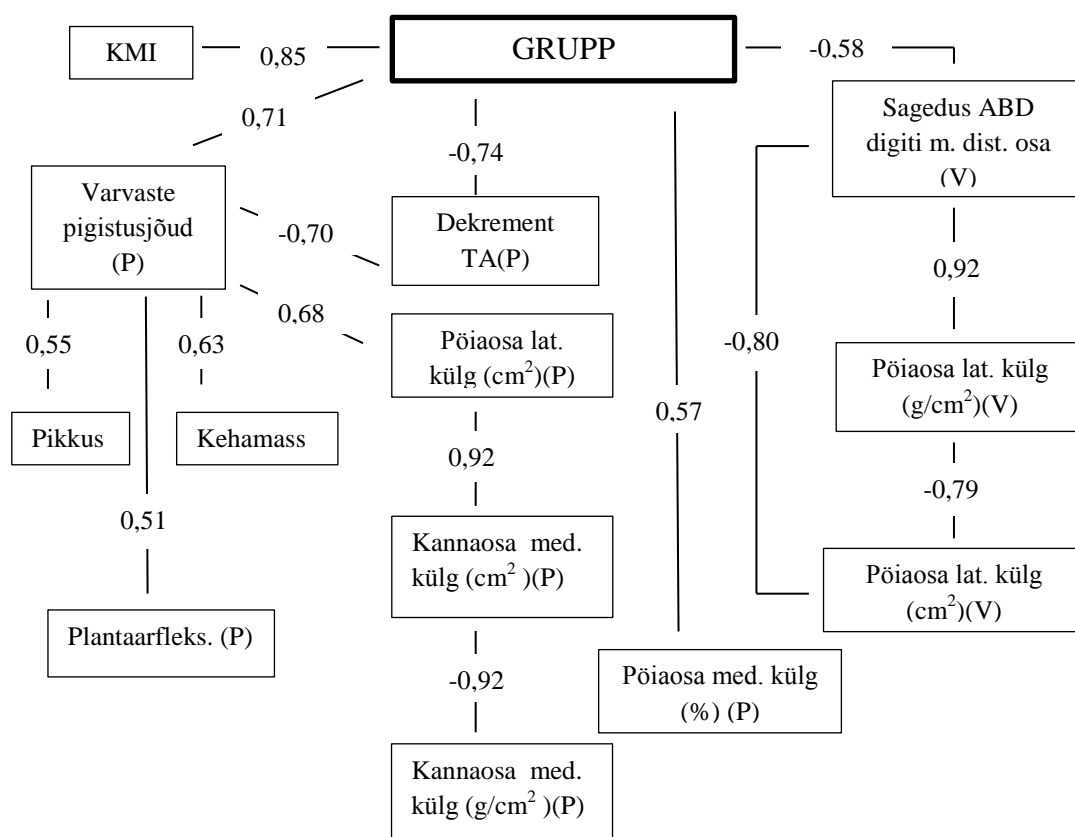 KMI
0,85
GRUPP
-0,58
0,71
-0,74
Sagedus ABD
digiti m. dist. osa
(V)
Varvaste
pigistusjõud
(P)
-0,70
Dekrement
TA(P)
0,92
0,68
0,55
0,63
Pöiaosa lat.
külg (cm²)(P)
-0,80
Pöiaosa lat. külg
(g/cm²)(V)
0,57
Pikkus
Kehamass
0,92
-0,79
0,51
Kannaosa med.
külg (cm² )(P)
Pöiaosa lat. külg
(cm²)(V)
Plantaarfleks. (P)
-0,92
Pöiaosa med. külg
(%) (P)
Kannaosa med.
külg (g/cm² )(P)